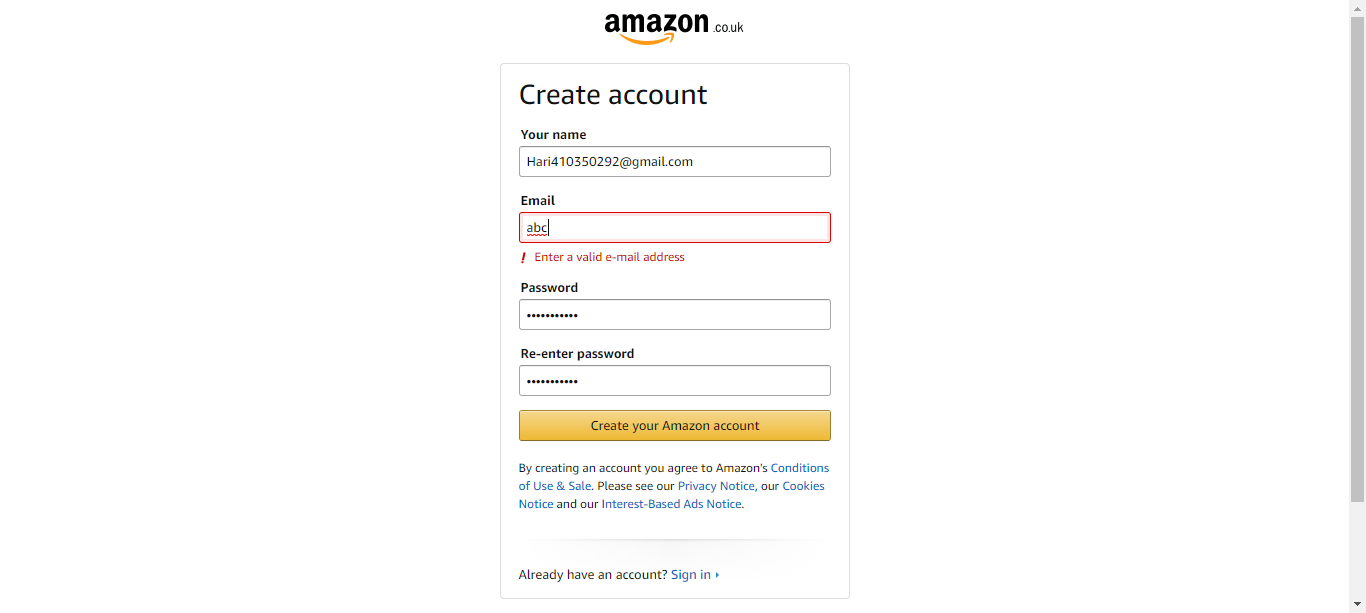 amazon.co.uk
Create account
Your name
Hari410350292@gmail.com
Email
abc
! Enter a valid e-mail address
Password
•••••••••••
Re-enter password
•••••••••••
Create your Amazon account
By creating an account you agree to Amazon's Conditions
of Use & Sale. Please see our Privacy Notice, our Cookies
Notice and our Interest-Based Ads Notice.
Already have an account? Sign in